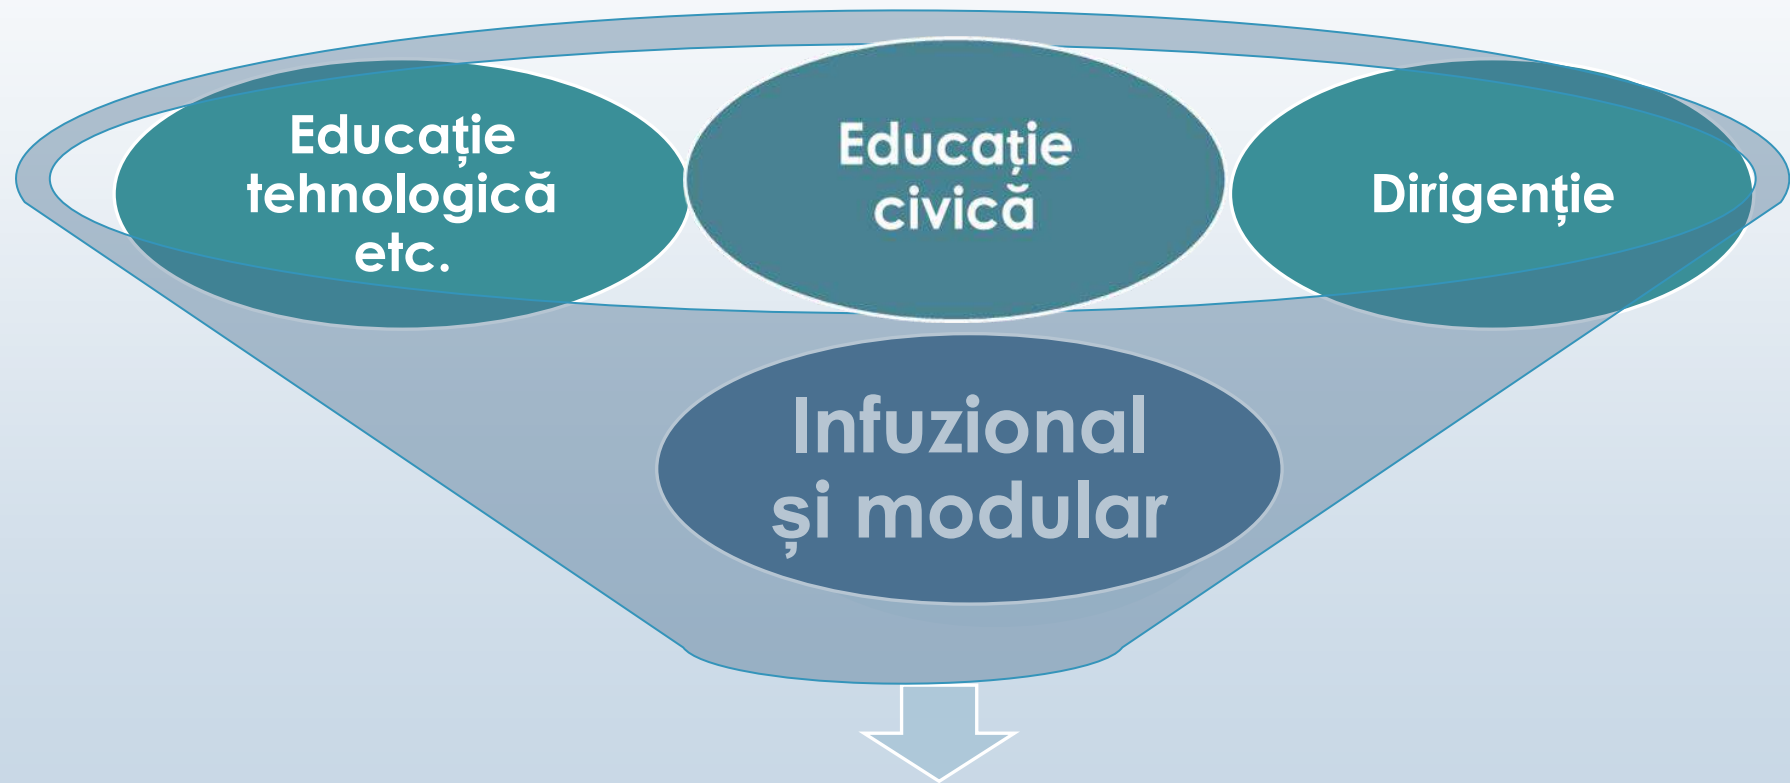 Educație
tehnologică
etc.
Educație
civică
Dirigenție
Infuzional
și modular